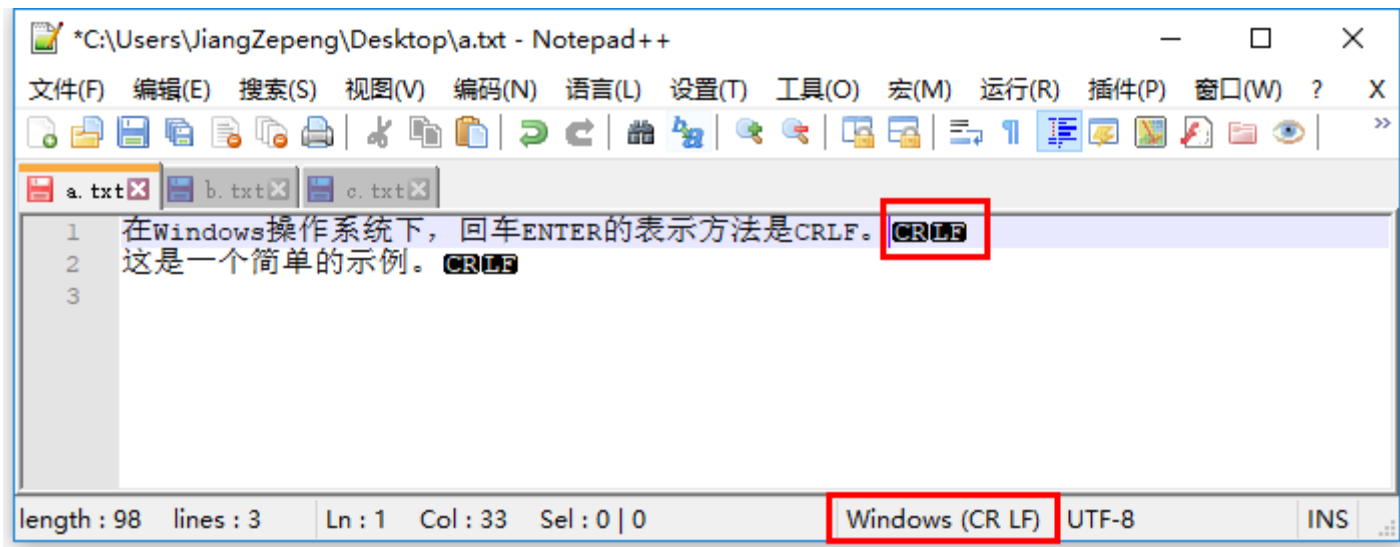 *C:\Users\JiangZepeng\Desktop\a.txt - Notepad++
文件(F) 编辑(E) 搜索(S) 视图(V) 编码(N) 语言(L) 设置(T) 工具(O) 宏(M) 运行(R) 插件(P) 窗口(W) ? X
a.txt b.txt c.txt
1 在Windows操作系统下，回车ENTER的表示方法是CRLF。CRLF
2 这是一个简单的示例。CRLF
3
length : 98 lines : 3 Ln : 1 Col : 33 Sel : 0 | 0 Windows (CR LF) UTF-8 INS